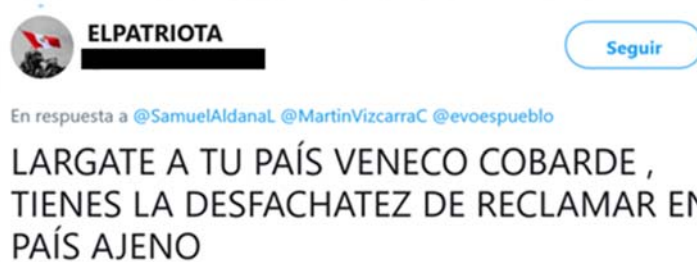 ELPATRIOTA
Seguir
En respuesta a @SamuelAldanaL @MartinVizcarraC @evoespueblo
LARGATE A TU PAÍS VENECO COBARDE ,
TIENES LA DESFACHATEZ DE RECLAMAR EN
PAÍS AJENO